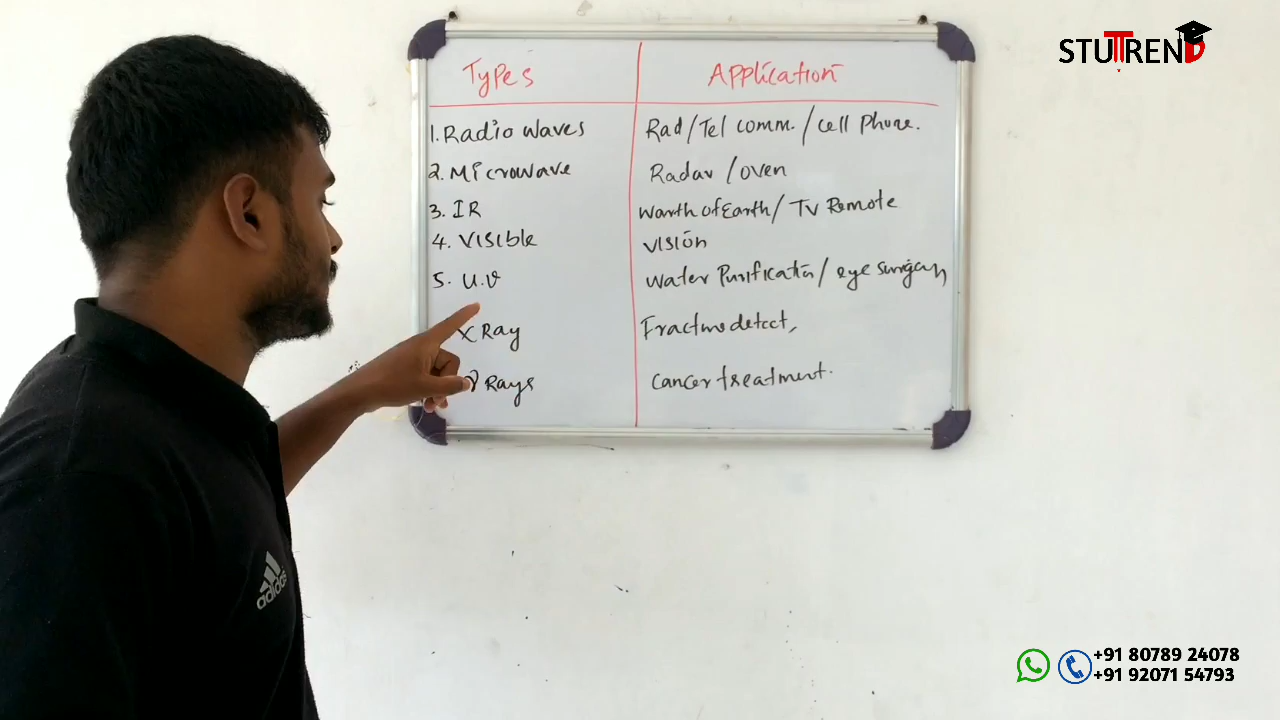 STUTREND
Types Application
1. Radio Waves Rad/Tel comm. /cell Phone.
2. Microwave Radar /oven
3. IR Warth of Earth/ TV Remote
4. Visible vision
5. U.V Water Purification/ eye surgery
X Ray Fracture detect,
γ Rays cancer treatment.
adidas
+91 80789 24078
+91 92071 54793